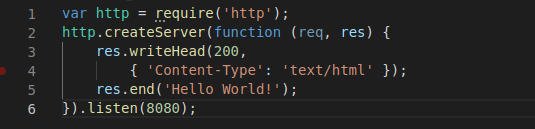 1 var http = require('http');
2 http.createServer(function (req, res) {
3 res.writeHead(200,
4 { 'Content-Type': 'text/html' });
5 res.end('Hello World!');
6 }).listen(8080);